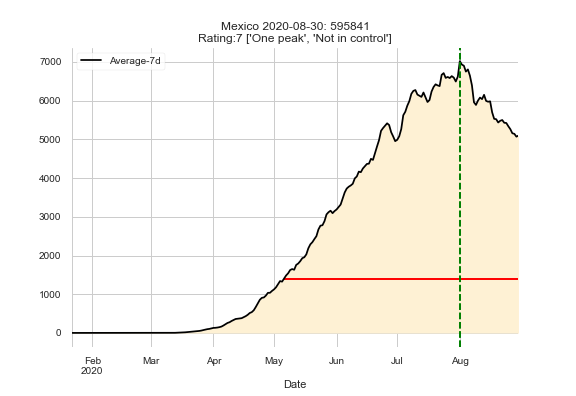 Mexico 2020-08-30: 595841
Rating:7 ['One peak', 'Not in control']
Average-7d
7000
6000
5000
4000
3000
2000
1000
0
Feb Mar Apr May Jun Jul Aug
2020
Date